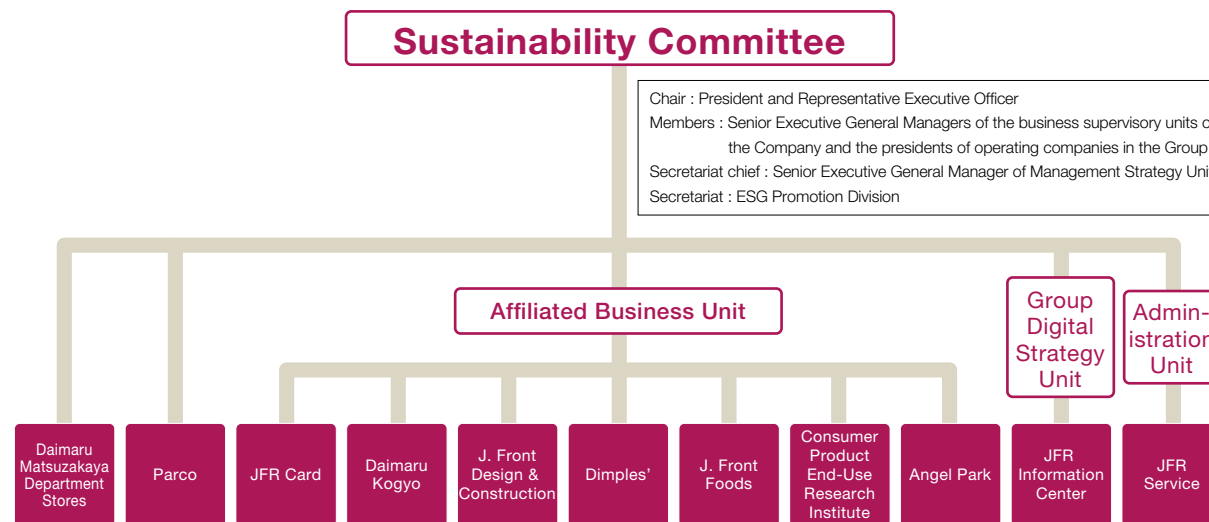 Sustainability Committee
Chair : President and Representative Executive Officer
Members : Senior Executive General Managers of the business supervisory units
the Company and the presidents of operating companies in the Group
Secretariat chief : Senior Executive General Manager of Management Strategy
Secretariat : ESG Promotion Division
Affiliated Business Unit
Group
Digital
Strategy
Unit
Admin-
istration
Unit
Daimaru
Matsuzakaya
Department
Stores
Parco
JFR Card
Daimaru
Kogyo
J. Front
Design &
Construction
Dimples’
J. Front
Foods
Consumer
Product
End-Use
Research
Institute
Angel Park
JFR
Information
Center
JFR
Service